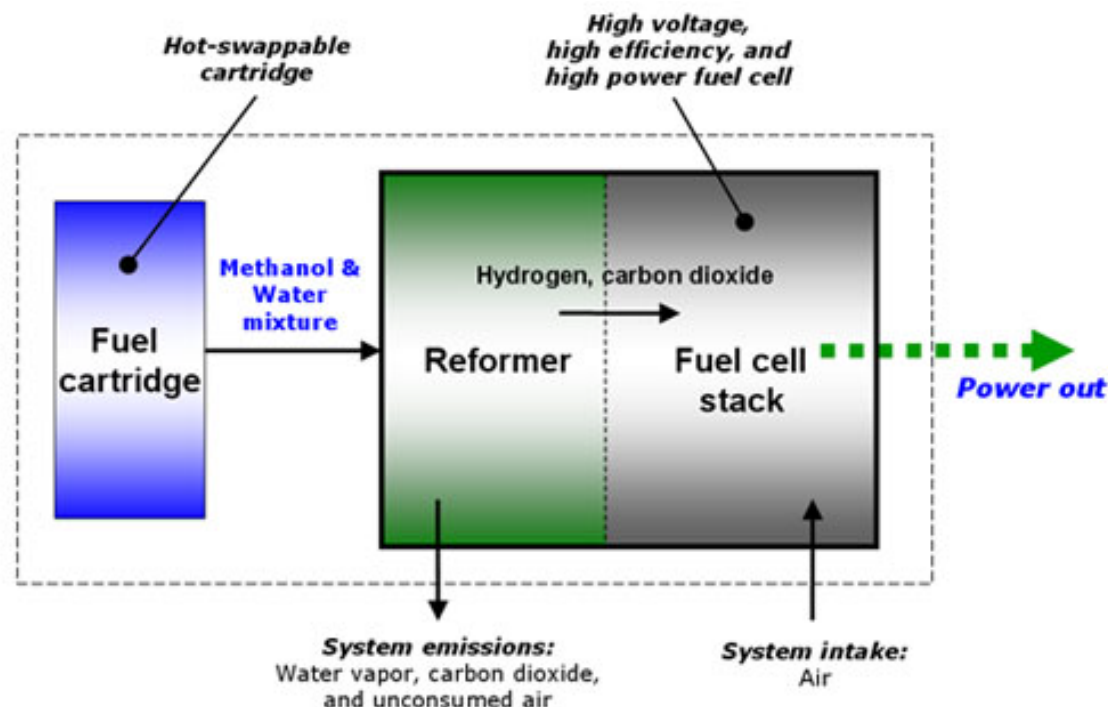 Hot-swappable
cartridge
High voltage,
high efficiency, and
high power fuel cell
Fuel
cartridge
Methanol &
Water
mixture
Hydrogen, carbon dioxide
Reformer
Fuel cell
stack
Power out
System emissions:
Water vapor, carbon dioxide,
and unconsumed air
System intake:
Air